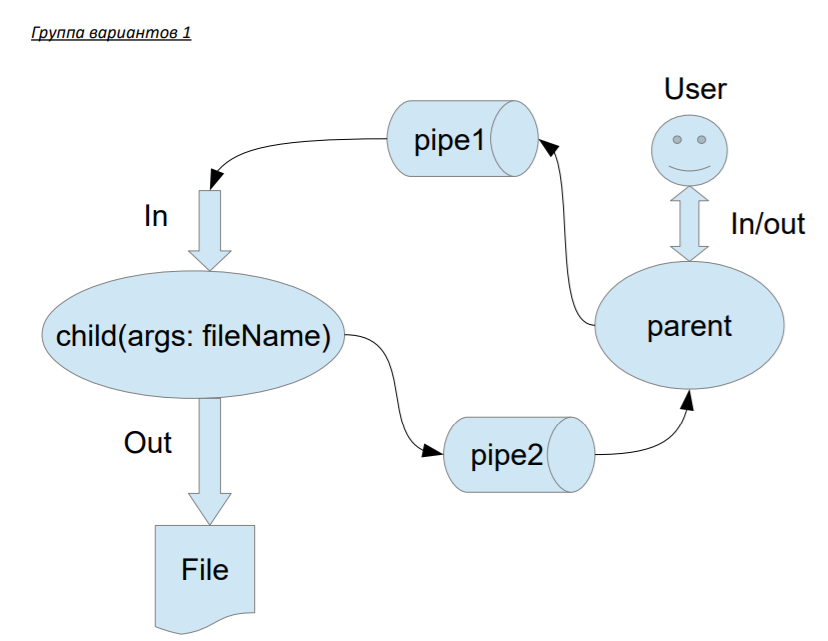 Группа вариантов 1
User
pipe1
In
In/out
child(args: fileName)
parent
Out
pipe2
File